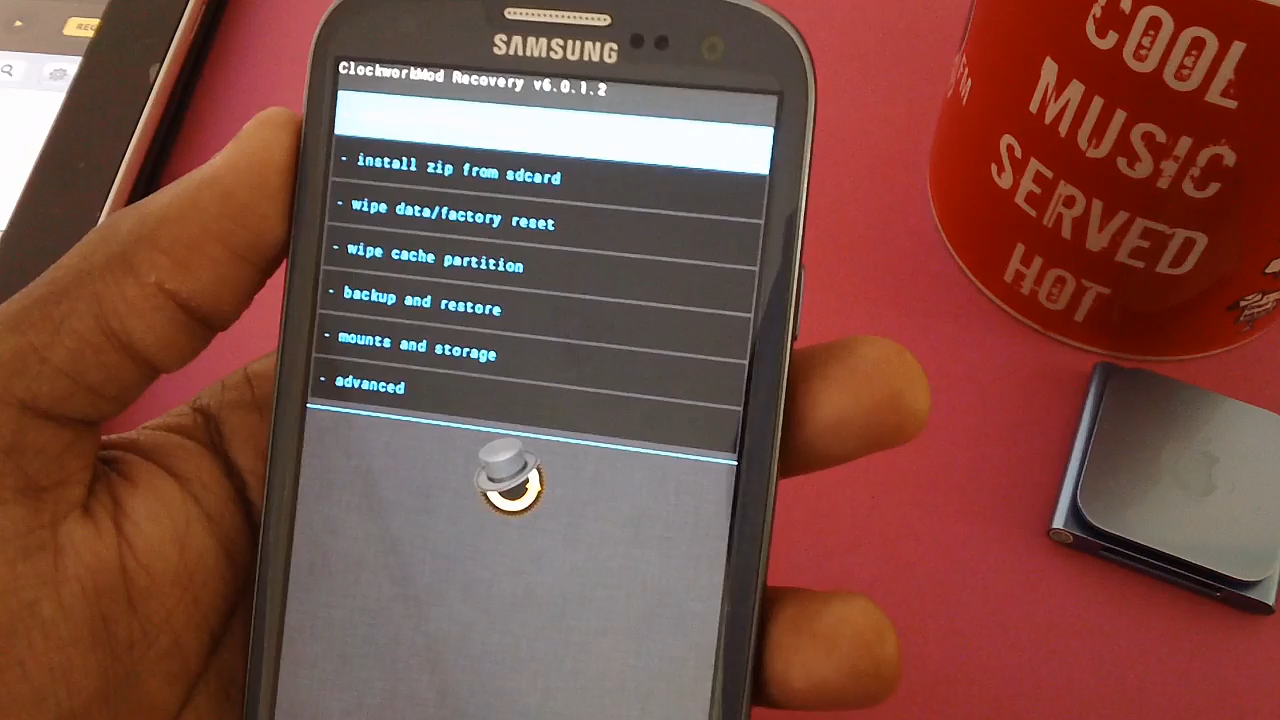 SAMSUNG
ClockworkMod Recovery v6.0.1.2
- install zip from sdcard
- wipe data/factory reset
- wipe cache partition
- backup and restore
- mounts and storage
- advanced
COOL
MUSIC
SERVED
HOT